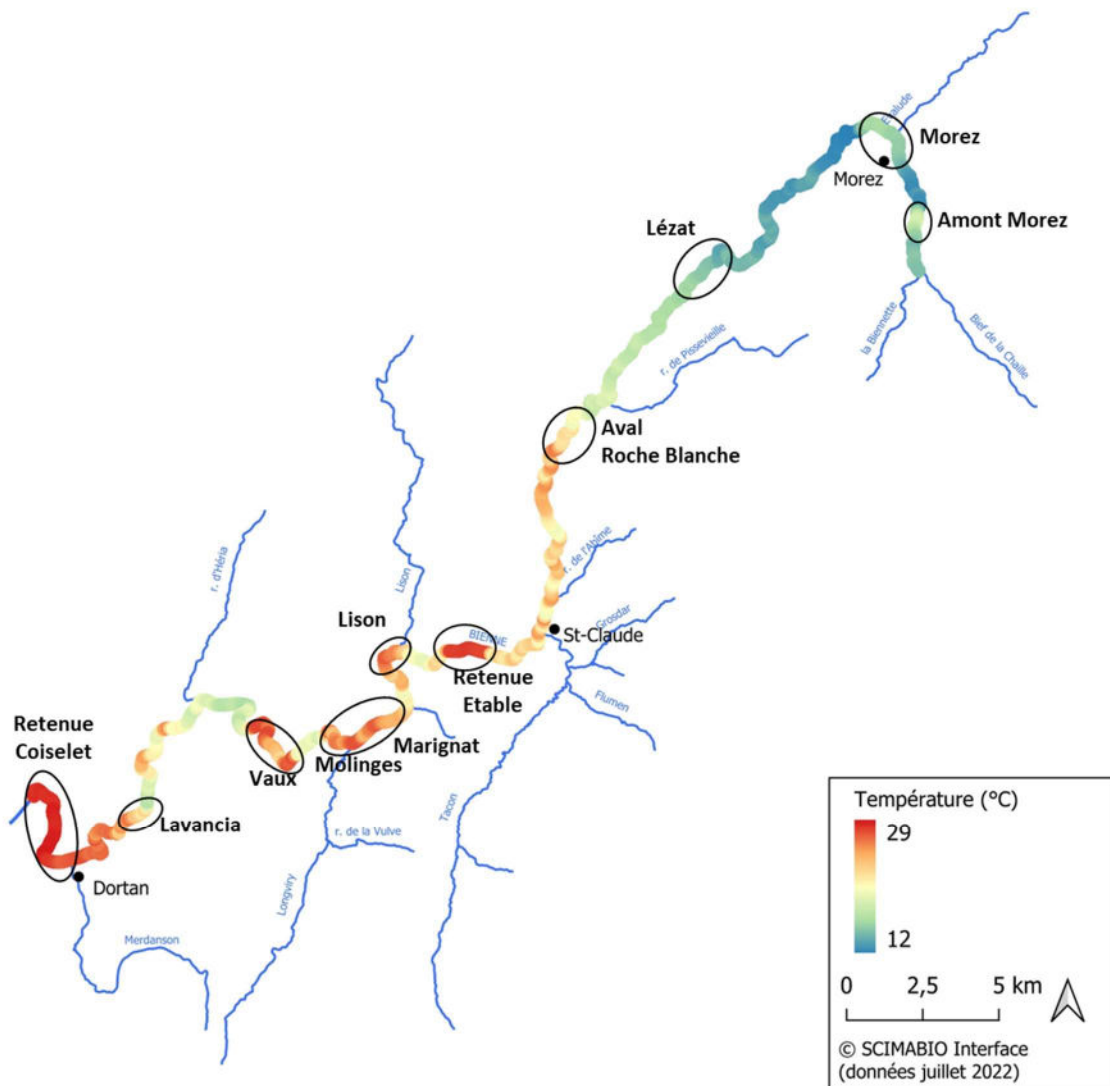 Evalude
Morez
Morez
Amont Morez
Lézat
la Biennette
Bief de la Chaille
r. de Pissevieille
Aval
Roche Blanche
r. d'Héria
Lison
r. de l'Abîme
Grosdar
St-Claude
Flumen
Lison
BIENNE
Retenue
Etable
Retenue
Coiselet
Marignat
Molinges
Vaux
Lavancia
Tacon
r. de la Vulve
Longviry
Dortan
Merdanson
Température (°C)
29
12
0 2,5 5 km
© SCIMABIO Interface
(données juillet 2022)